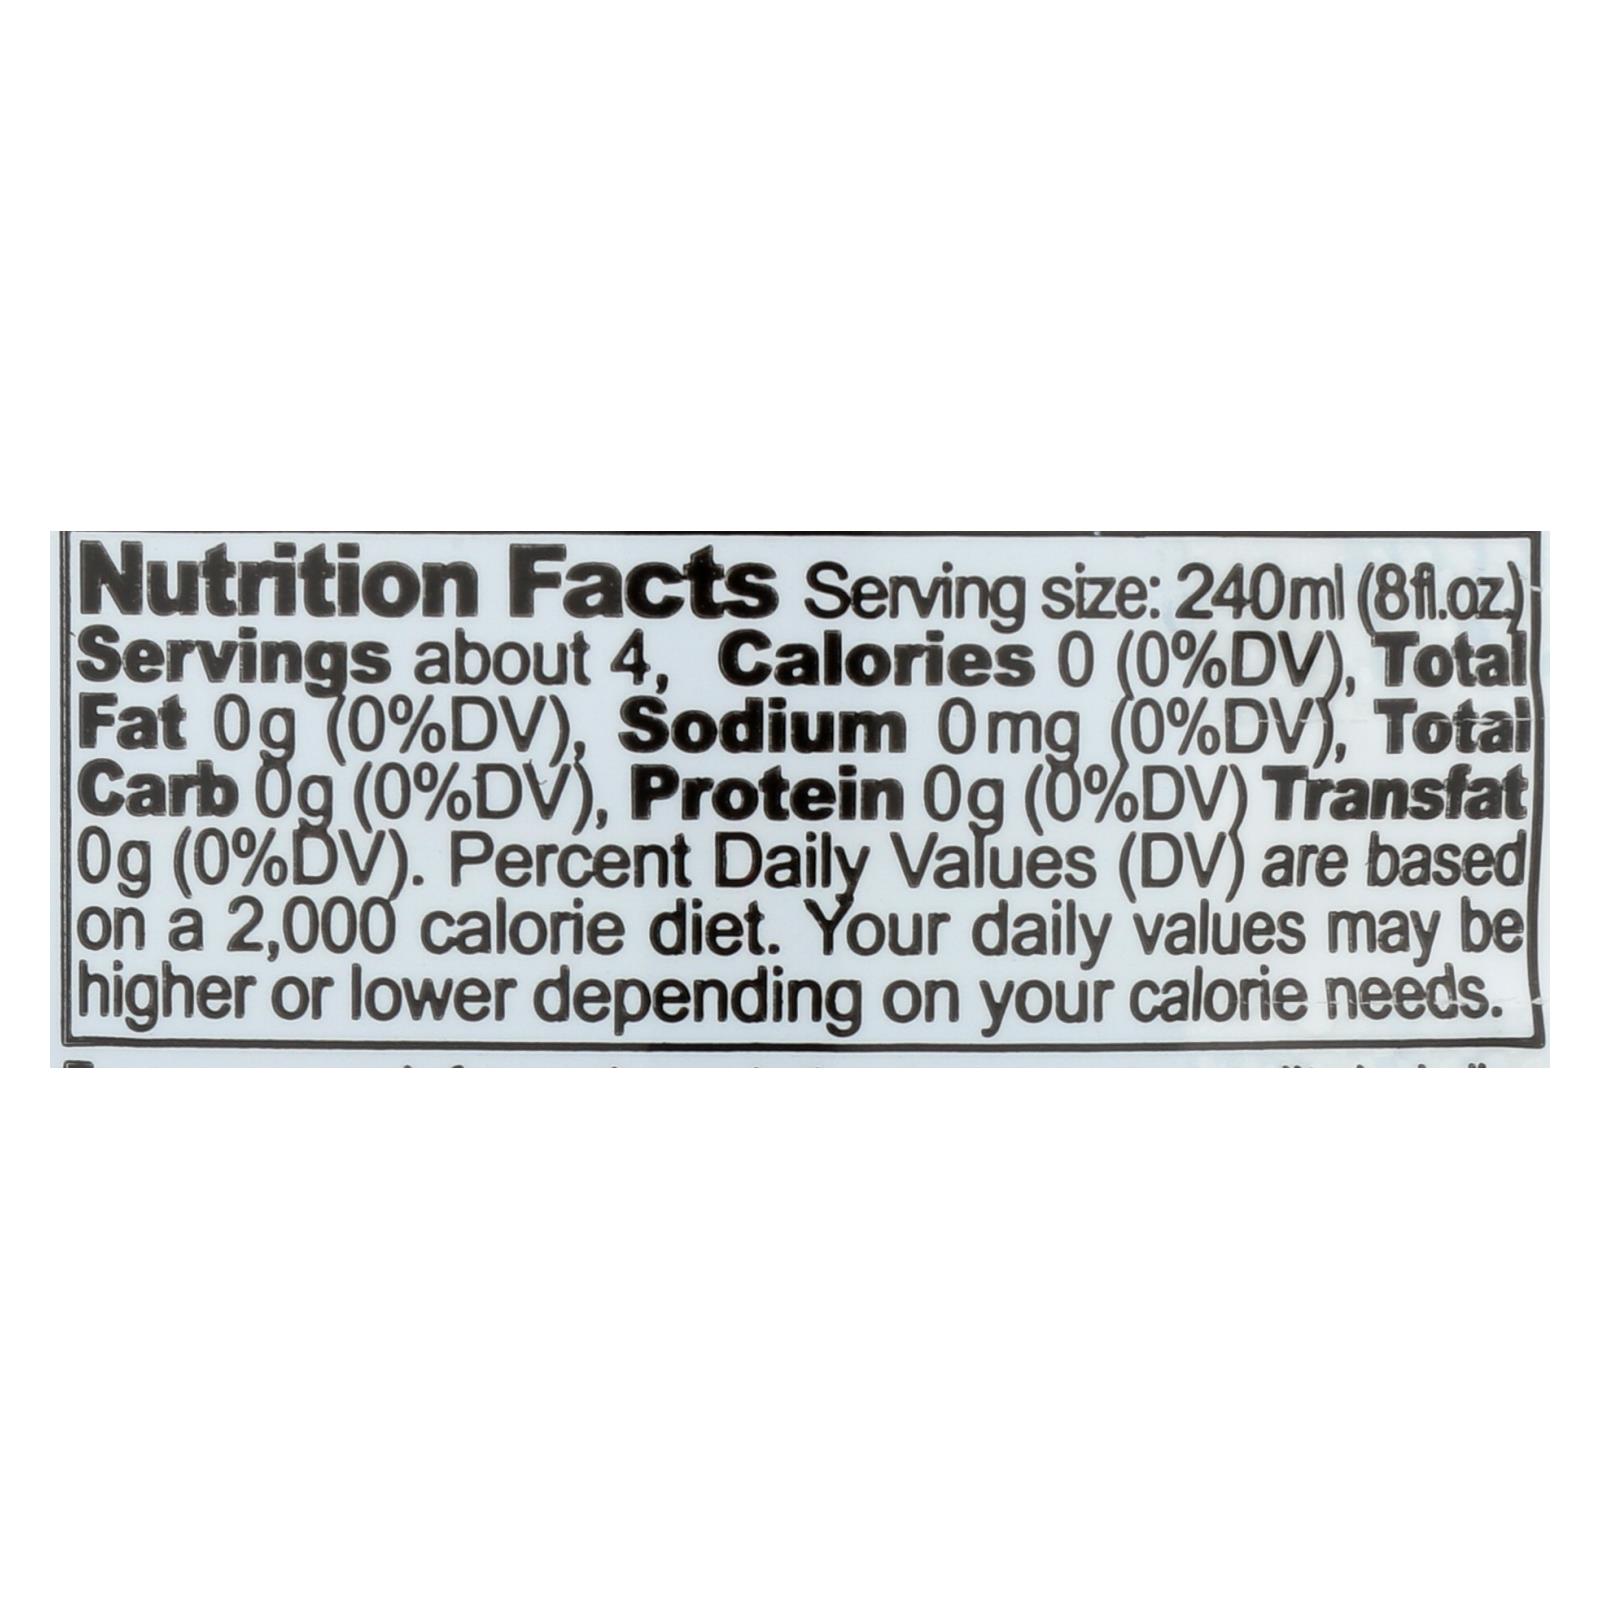 Nutrition Facts Serving size: 240ml (8fl.oz.)
Servings about 4, Calories 0 (0%DV), Total
Fat 0g (0%DV), Sodium 0mg (0%DV), Total
Carb 0g (0%DV), Protein 0g (0%DV) Transfat
0g (0%DV). Percent Daily Values (DV) are based
on a 2,000 calorie diet. Your daily values may be
higher or lower depending on your calorie needs.